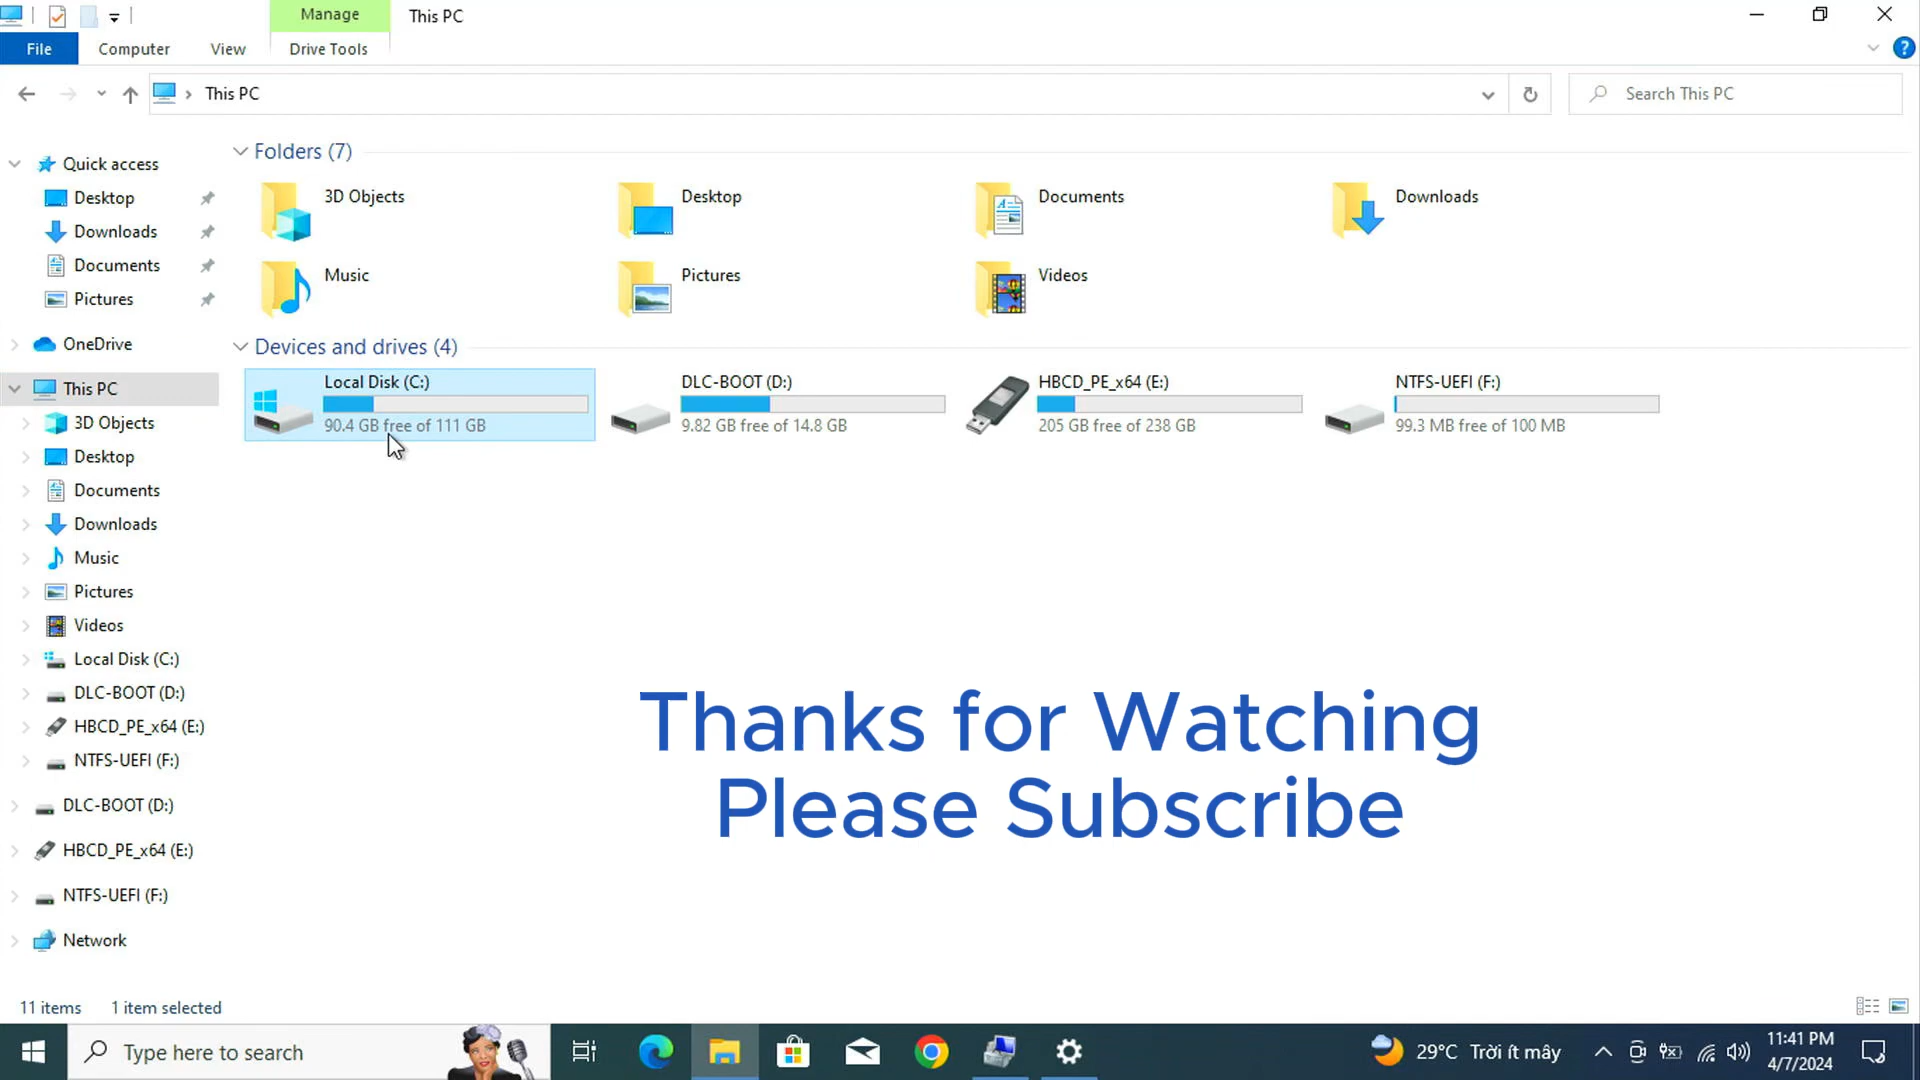 Manage
This PC
File
Computer
View
Drive Tools
This PC
Search This PC
Quick access
Desktop
Downloads
Documents
Pictures
OneDrive
This PC
3D Objects
Desktop
Documents
Downloads
Music
Pictures
Videos
Local Disk (C:)
DLC-BOOT (D:)
HBCD_PE_x64 (E:)
NTFS-UEFI (F:)
DLC-BOOT (D:)
HBCD_PE_x64 (E:)
NTFS-UEFI (F:)
Network
Folders (7)
3D Objects
Desktop
Documents
Downloads
Music
Pictures
Videos
Devices and drives (4)
Local Disk (C:)
90.4 GB free of 111 GB
DLC-BOOT (D:)
9.82 GB free of 14.8 GB
HBCD_PE_x64 (E:)
205 GB free of 238 GB
NTFS-UEFI (F:)
99.3 MB free of 100 MB
Thanks for Watching
Please Subscribe
11 items
1 item selected
Type here to search
29°C Trời ít mây
11:41 PM
4/7/2024